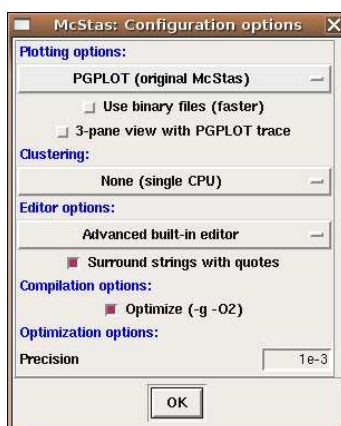 McStas: Configuration options
Plotting options:
PGPLOT (original McStas)
Use binary files (faster)
3-pane view with PGPLOT trace
Clustering:
None (single CPU)
Editor options:
Advanced built-in editor
Surround strings with quotes
Compilation options:
Optimize (-g -O2)
Optimization options:
Precision 1e-3
OK